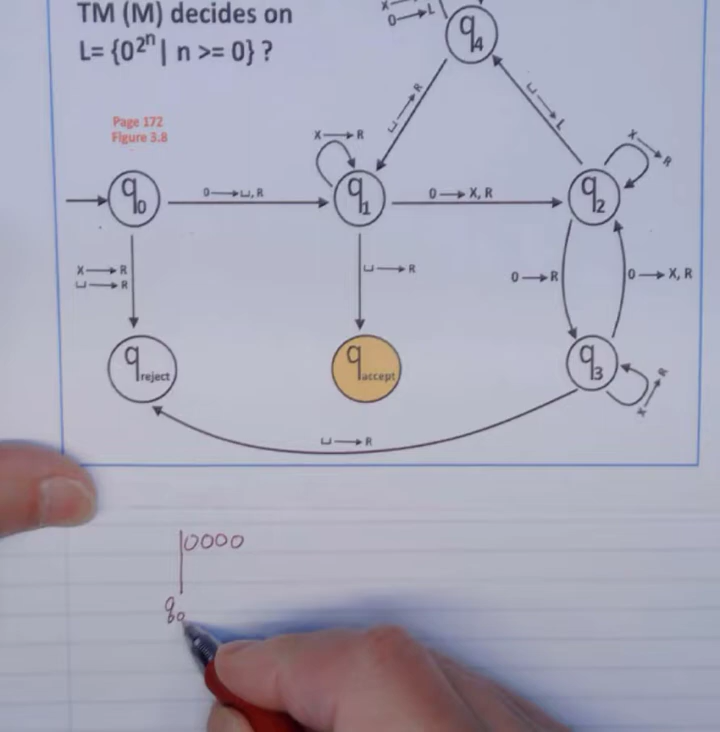 TM (M) decides on
L= {0^2^n | n >= 0} ?
Page 172
Figure 3.8
0 → L
q4
⊔ → R
⊔ → L
X → R
X → R
q0
0 → ⊔, R
q1
0 → X, R
q2
X → R
⊔ → R
⊔ → R
0 → R
0 → X, R
qreject
qaccept
q3
X → R
⊔ → R
0000
q0